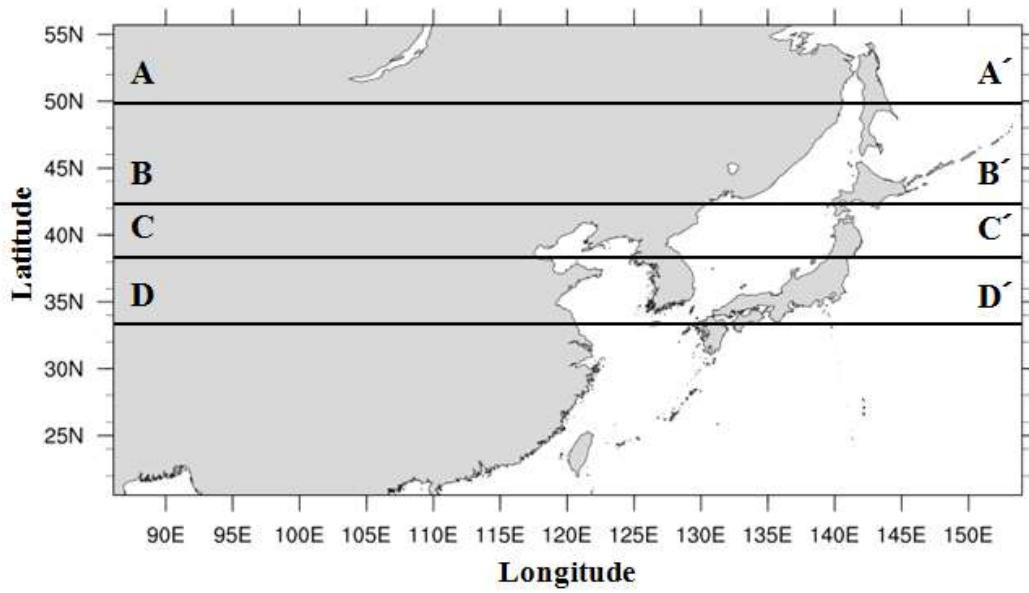 55N
A A´
50N
45N
B B´
C C´
40N
D D´
35N
30N
25N
Latitude
90E 95E 100E 105E 110E 115E 120E 125E 130E 135E 140E 145E 150E
Longitude